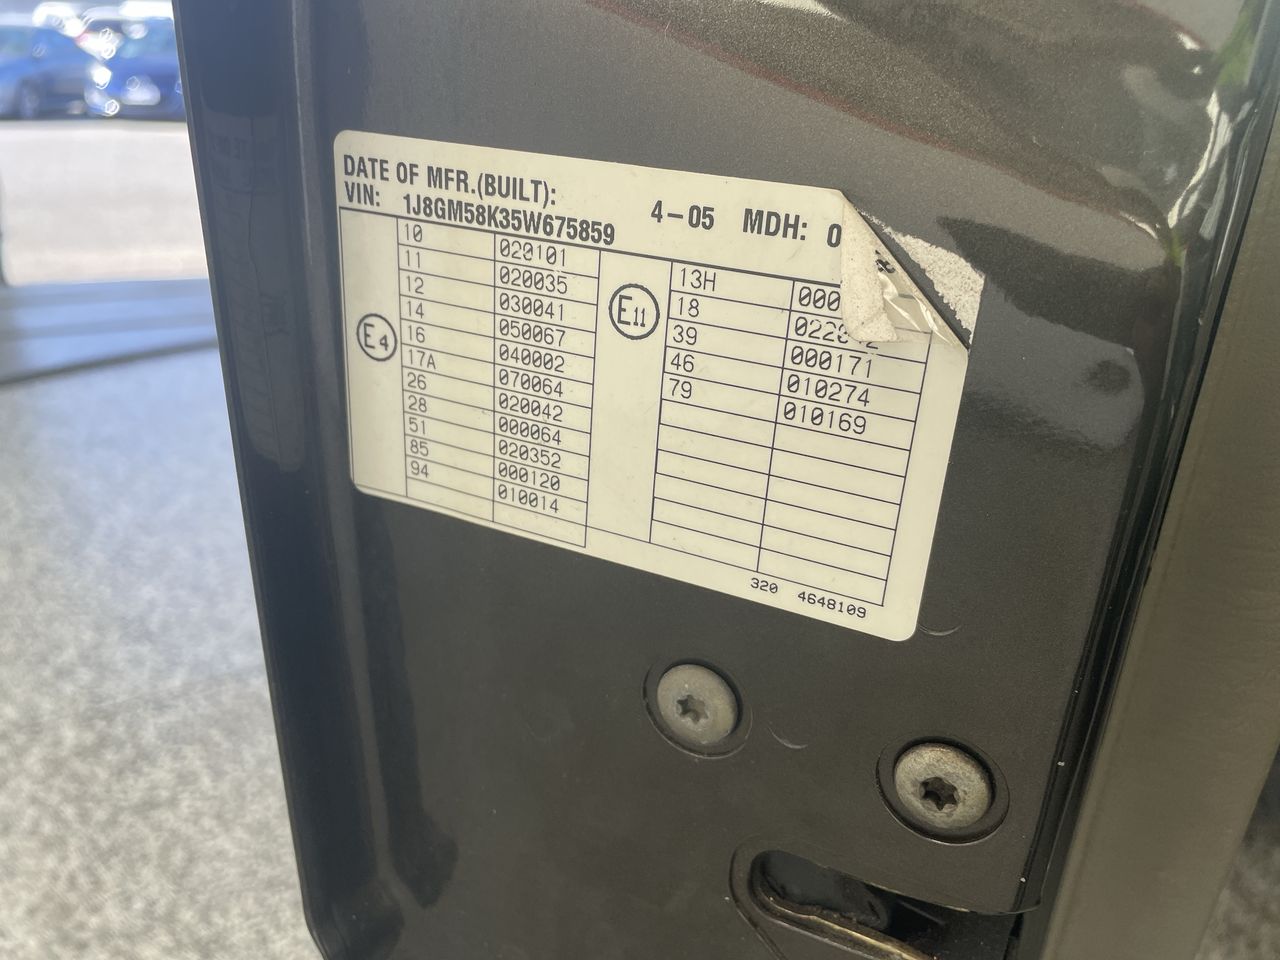 DATE OF MFR.(BUILT): 4-05 MDH: 0
VIN: 1J8GM58K35W675859
E4
10 020101
11 020035
12 030041
14 050067
16 040002
17A 070064
26 020042
28 000064
51 020352
85 000120
94 010014
E11
13H 000
18
39 000171
46 010274
79 010169
320 4648109